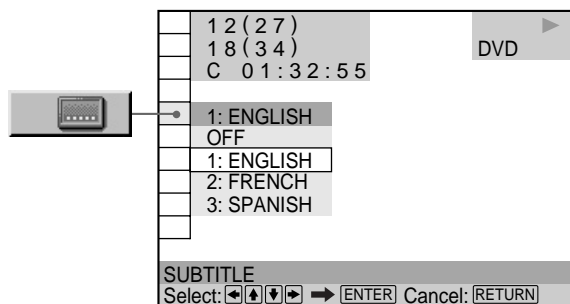 12(27)
18(34)
DVD
C 01:32:55
1: ENGLISH
OFF
1: ENGLISH
2: FRENCH
3: SPANISH
SUBTITLE
Select: ENTER Cancel: RETURN